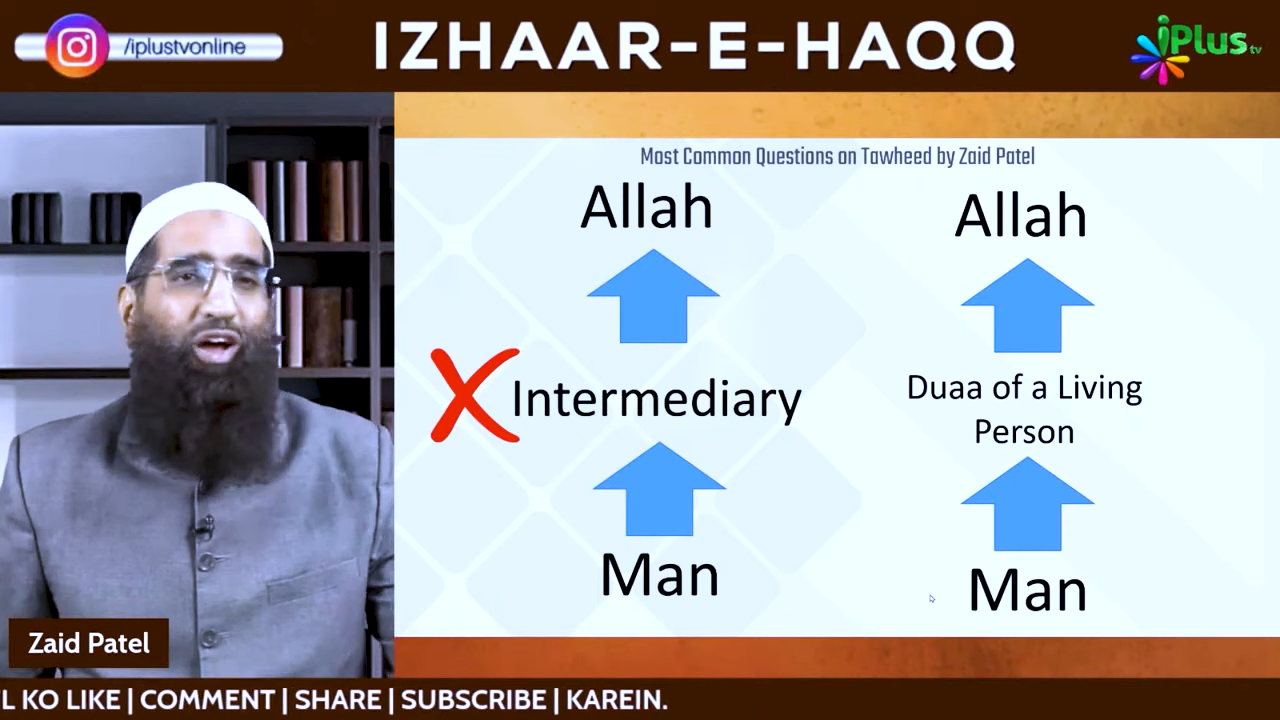 /iplustvonline
IZHAAR-E-HAQQ
iPlus tv
Most Common Questions on Tawheed by Zaid Patel
Allah
Intermediary
Man
Allah
Duaa of a Living
Person
Man
Zaid Patel
KO LIKE | COMMENT | SHARE | SUBSCRIBE | KAREIN.